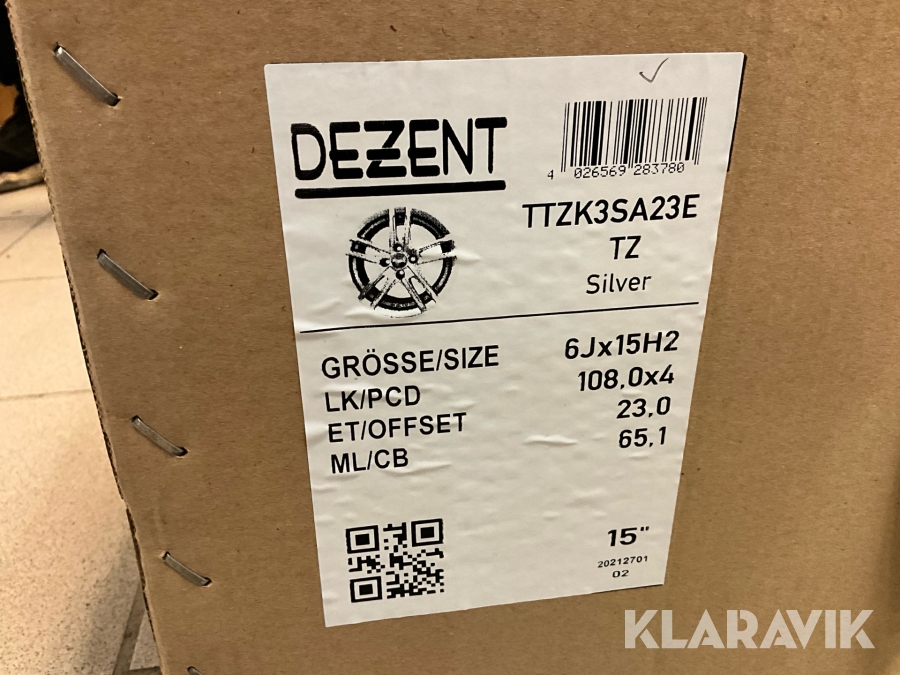 DEZENT
4 026569 283780
TTZK3SA23E
TZ
Silver
GRÖSSE/SIZE 6Jx15H2
LK/PCD 108,0x4
ET/OFFSET 23,0
ML/CB 65,1
15"
20212701
02
KLARAVIK